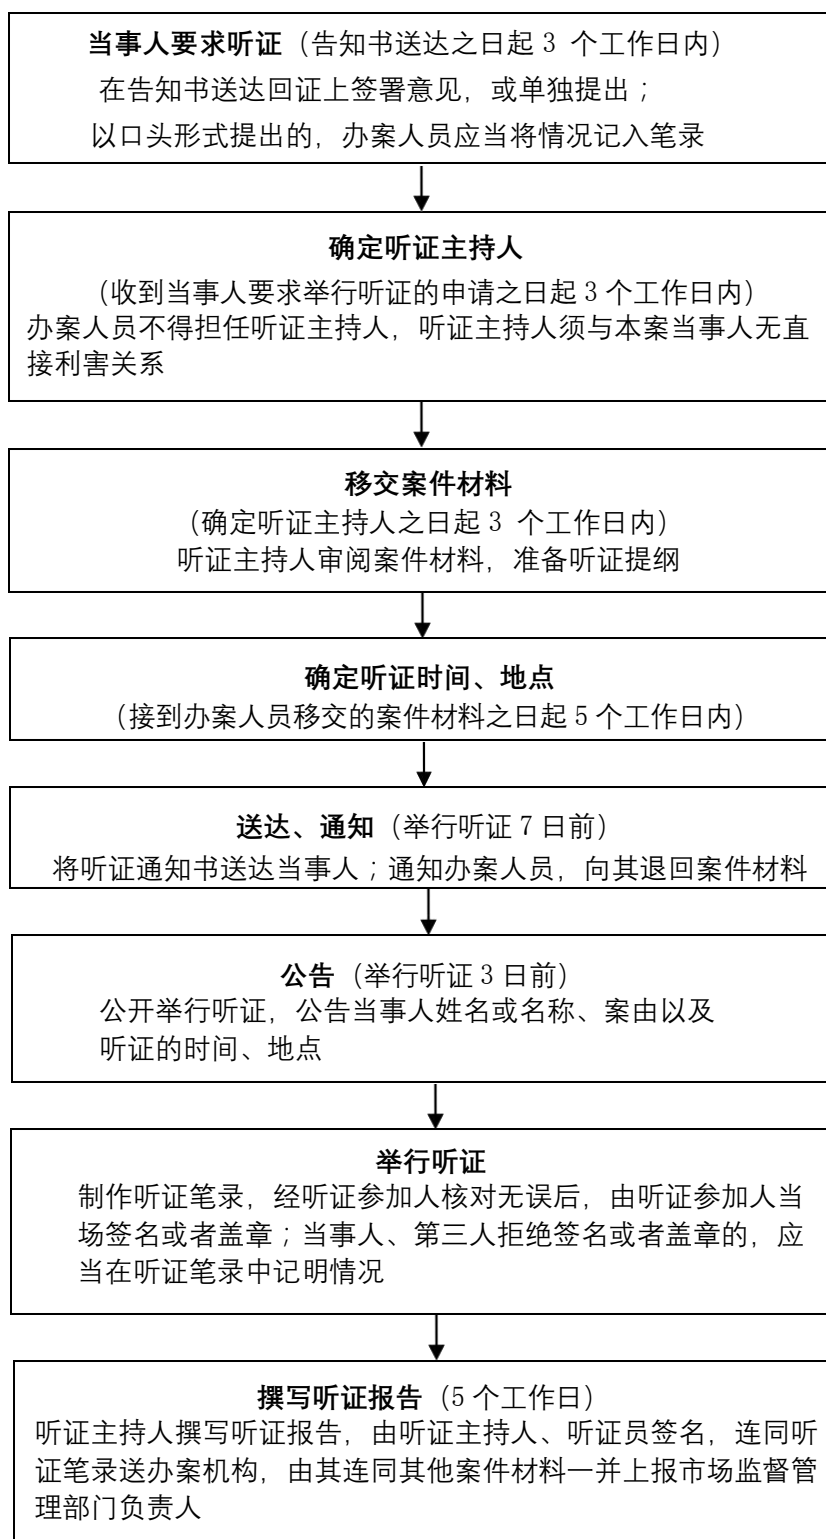 当事人要求听证（告知书送达之日起 3 个工作日内）
在告知书送达回证上签署意见，或单独提出；
以口头形式提出的，办案人员应当将情况记入笔录
确定听证主持人
（收到当事人要求举行听证的申请之日起 3 个工作日内）
办案人员不得担任听证主持人，听证主持人须与本案当事人无直
接利害关系
移交案件材料
（确定听证主持人之日起 3 个工作日内）
听证主持人审阅案件材料，准备听证提纲
确定听证时间、地点
（接到办案人员移交的案件材料之日起 5 个工作日内）
送达、通知（举行听证 7 日前）
将听证通知书送达当事人；通知办案人员，向其退回案件材料
公告（举行听证 3 日前）
公开举行听证，公告当事人姓名或名称、案由以及
听证的时间、地点
举行听证
制作听证笔录，经听证参加人核对无误后，由听证参加人当
场签名或者盖章；当事人、第三人拒绝签名或者盖章的，应
当在听证笔录中记明情况
撰写听证报告（5 个工作日）
听证主持人撰写听证报告，由听证主持人、听证员签名，连同听
证笔录送办案机构，由其连同其他案件材料一并上报市场监督管
理部门负责人